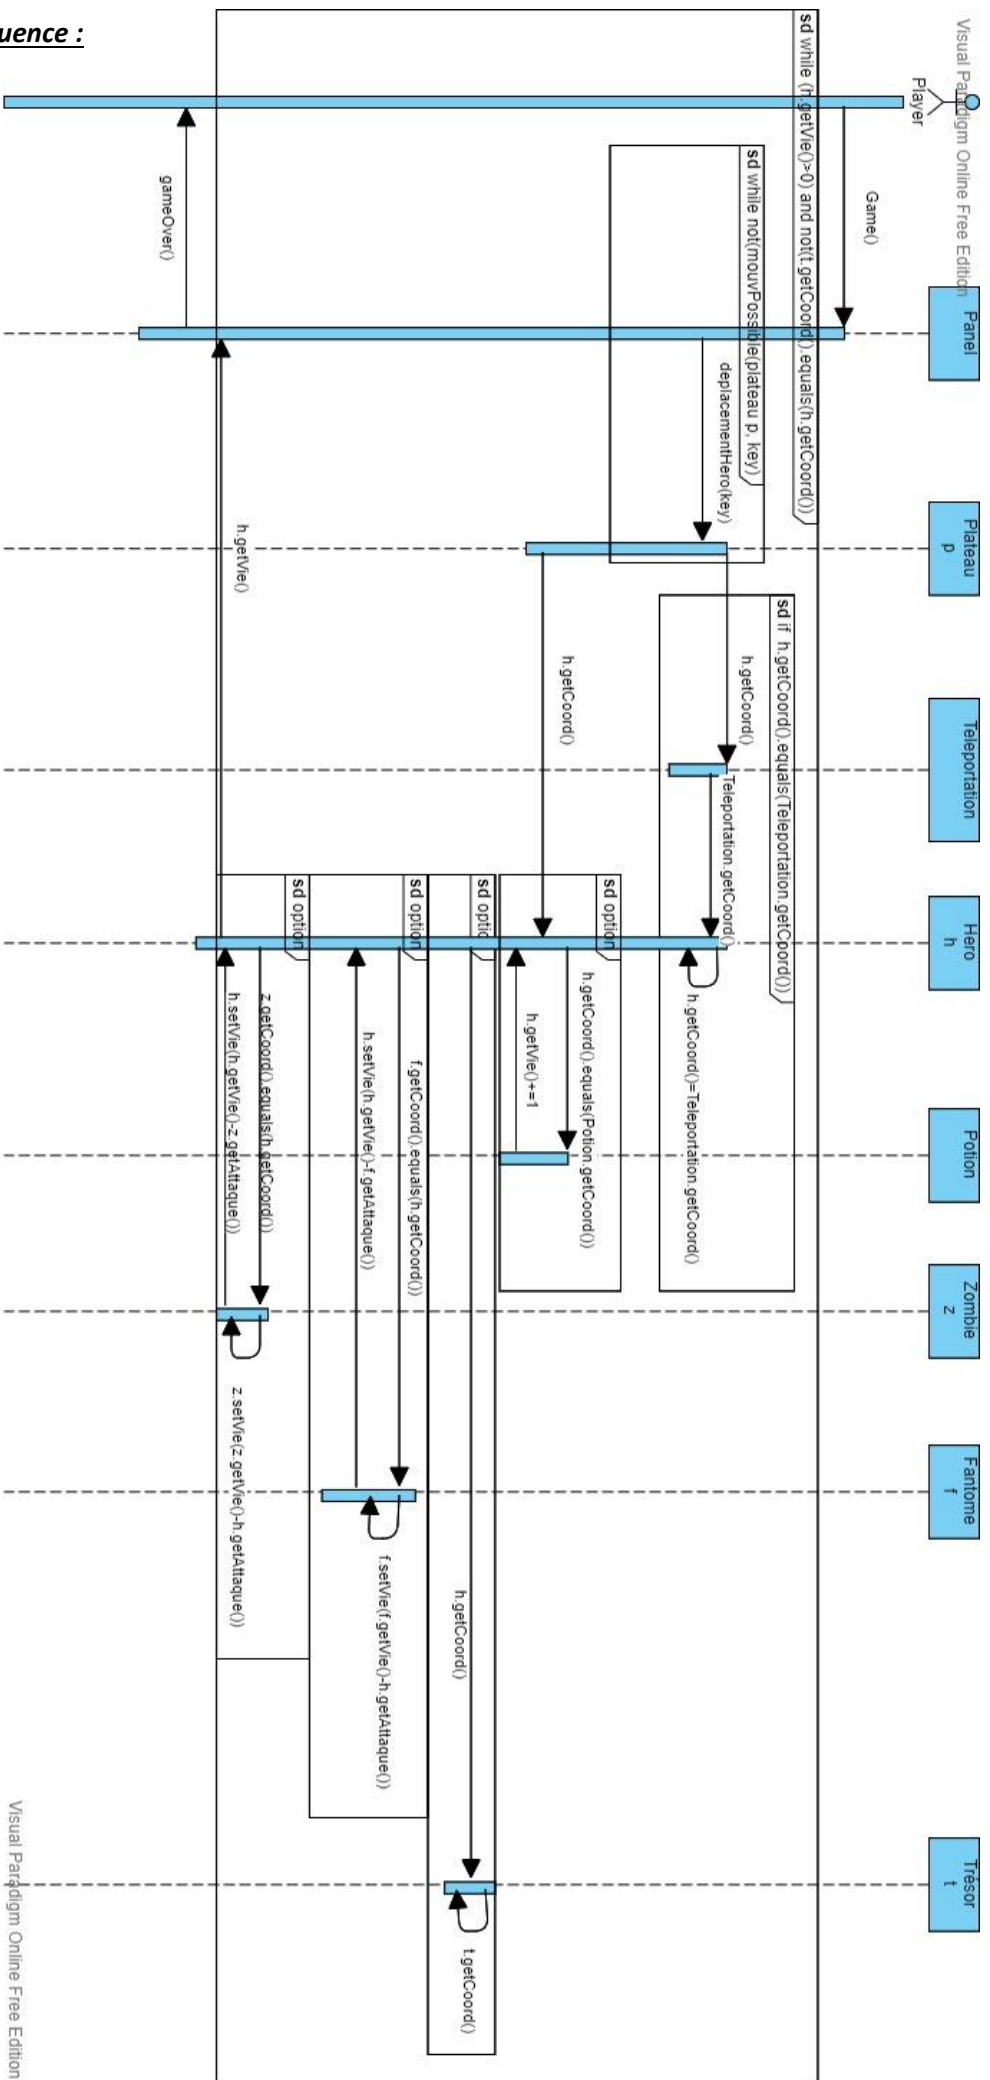 uence :
Visual Paradigm Online Free Edition
Player
Panel
Plateau
p
Teleportation
Hero
h
Potion
Zombie
z
Fantome
f
Trésor
t
Game()
sd while (h.getVie()>0) and not(t.getCoord().equals(h.getCoord())
sd while not(mouvPossible(plateau p, key)
deplacementHero(key)
sd if h.getCoord().equals(Teleportation.getCoord())
h.getCoord()
Teleportation.getCoord()
h.getCoord()=Teleportation.getCoord()
sd option
h.getCoord().equals(Potion.getCoord())
h.getCoord()
h.getVie()+=1
sd optio
h.getCoord()
t.getCoord()
sd option
f.getCoord().equals(h.getCoord())
f.setVie(f.getVie()-h.getAttaque())
h.setVie(h.getVie()-f.getAttaque())
sd option
z.getCoord().equals(h.getCoord())
z.setVie(z.getVie()-h.getAttaque())
h.setVie(h.getVie()-z.getAttaque())
h.getVie()
gameOver()
Visual Paradigm Online Free Edition